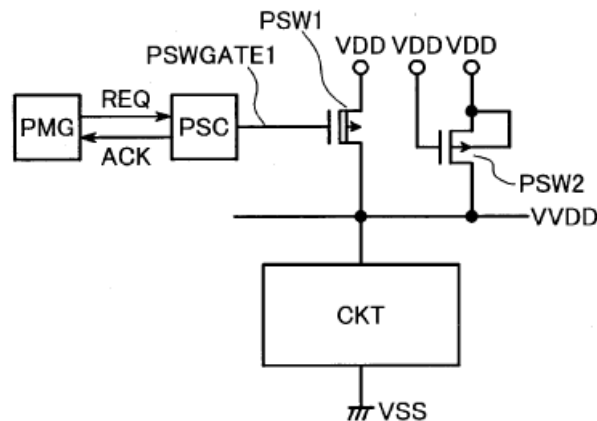 PSW1
PSWGATE1
VDD
VDD VDD
REQ
PMG
PSC
ACK
PSW2
VVDD
CKT
VSS